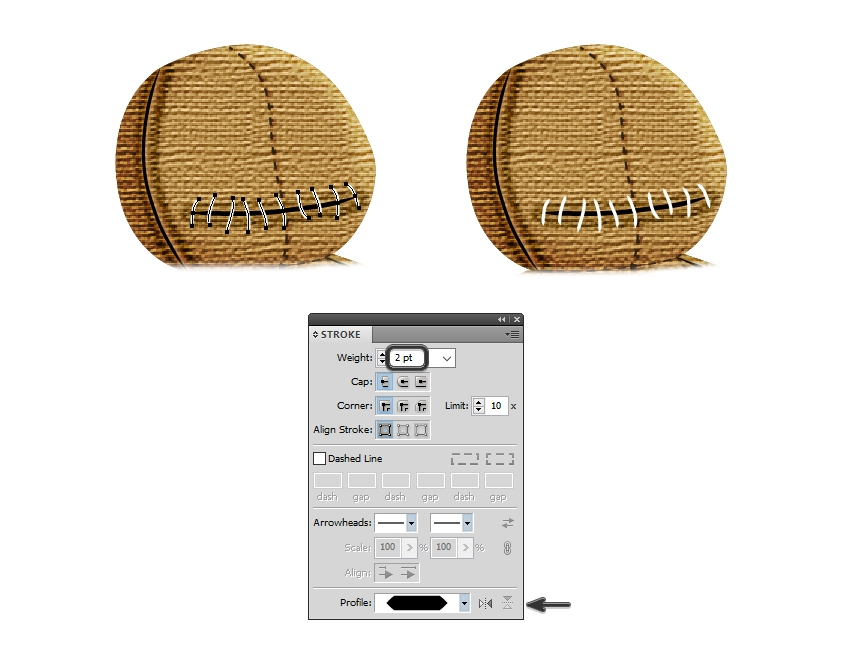 STROKE
Weight: 2 pt
Cap:
Corner: Limit: 10 x
Align Stroke:
Dashed Line
dash gap dash gap dash gap
Arrowheads:
Scale: 100 % 100 %
Align:
Profile: